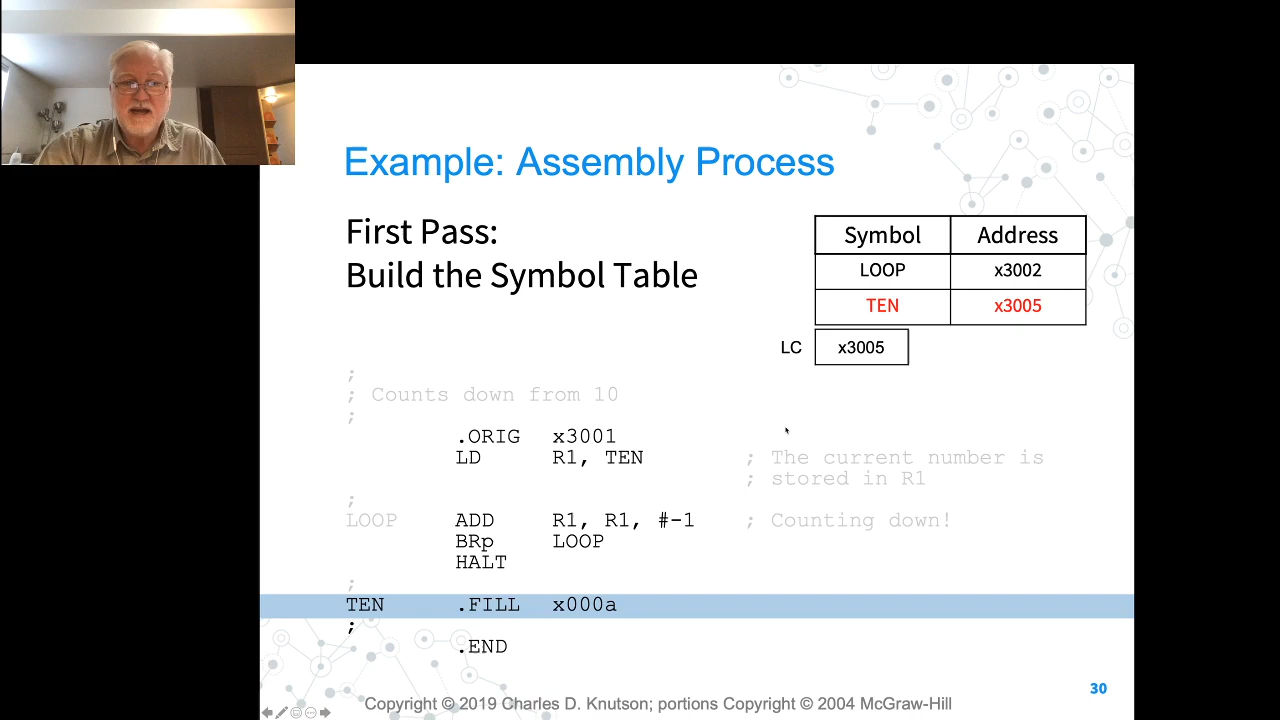 Example: Assembly Process
First Pass:
Build the Symbol Table
Symbol Address
LOOP x3002
TEN x3005
LC x3005
;
; Counts down from 10
;
.ORIG x3001
LD R1, TEN ; The current number is
; stored in R1
;
LOOP ADD R1, R1, #-1 ; Counting down!
BRp LOOP
HALT
;
TEN .FILL x000a
;
.END
30
Copyright © 2019 Charles D. Knutson; portions Copyright © 2004 McGraw-Hill